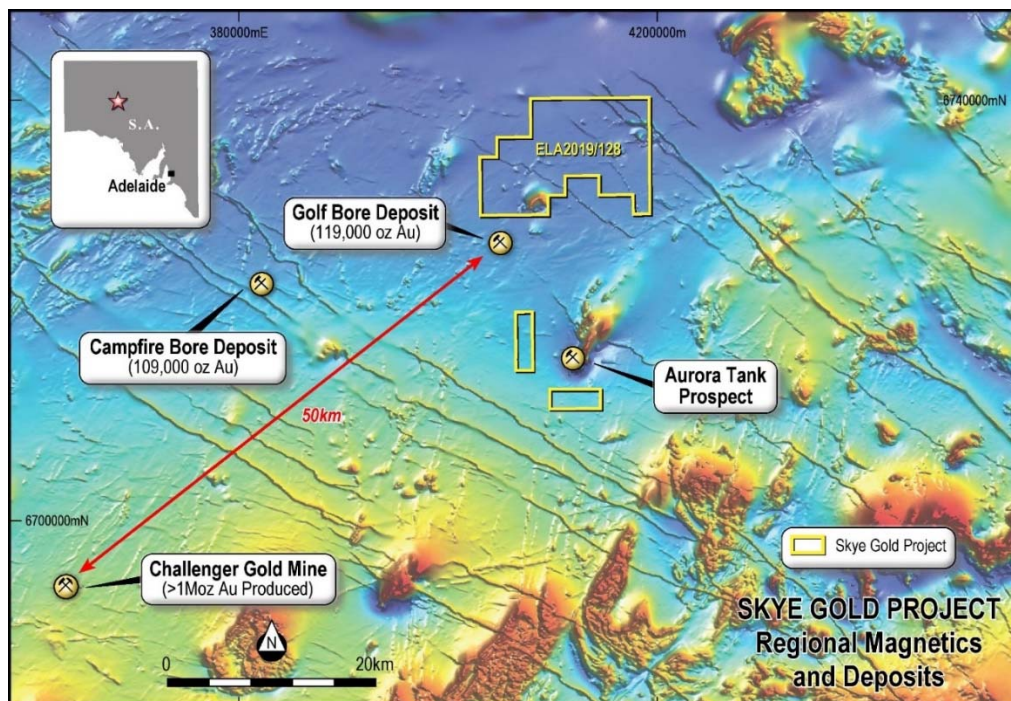 380000mE
4200000m
6740000mN
S.A.
Adelaide
ELA2019/128
Golf Bore Deposit
(119,000 oz Au)
Campfire Bore Deposit
(109,000 oz Au)
Aurora Tank
Prospect
50km
6700000mN
Challenger Gold Mine
(>1Moz Au Produced)
Skye Gold Project
N
0
20km
SKYE GOLD PROJECT
Regional Magnetics
and Deposits